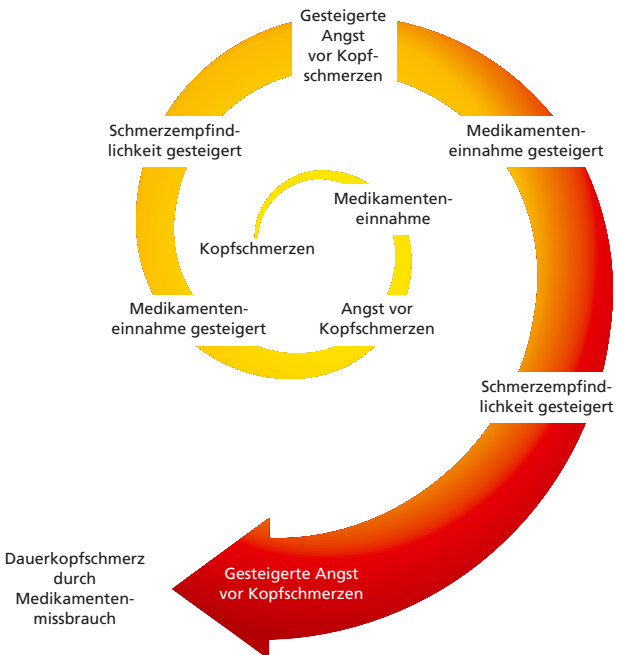 Gesteigerte
Angst
vor Kopf-
schmerzen
Schmerzempfind-
lichkeit gesteigert
Medikamenten-
einnahme gesteigert
Medikamenten-
einnahme
Kopfschmerzen
Medikamenten-
einnahme gesteigert
Angst vor
Kopfschmerzen
Schmerzempfind-
lichkeit gesteigert
Dauerkopfschmerz
durch
Medikamenten-
missbrauch
Gesteigerte Angst
vor Kopfschmerzen